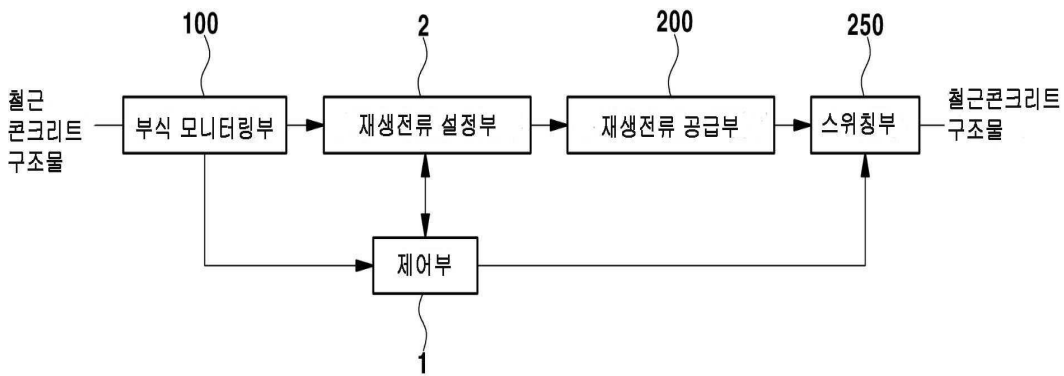 100
2
200
250
철근
콘크리트
구조물
부식 모니터링부
재생전류 설정부
재생전류 공급부
스위칭부
철근콘크리트
구조물
제어부
1